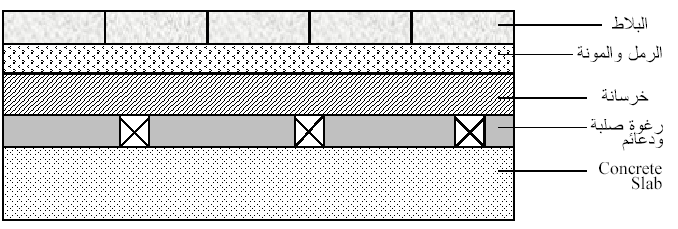 البلاط
الرمل والمونة
خرسانة
رغوة صلبة
ودعائم
Concrete
Slab